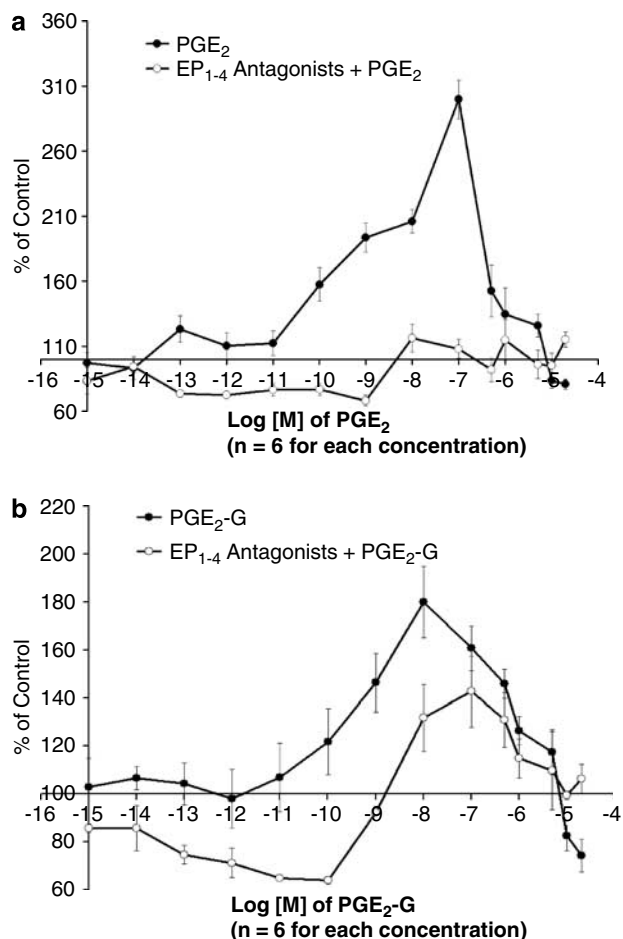 a
360
310
260
210
160
110
60
% of Control
PGE2
EP1-4 Antagonists + PGE2
-16 -15 -14 -13 -12 -11 -10 -9 -8 -7 -6 -5 -4
Log [M] of PGE2
(n = 6 for each concentration)
b
220
200
180
160
140
120
100
80
60
% of Control
PGE2-G
EP1-4 Antagonists + PGE2-G
-16 -15 -14 -13 -12 -11 -10 -9 -8 -7 -6 -5 -4
Log [M] of PGE2-G
(n = 6 for each concentration)